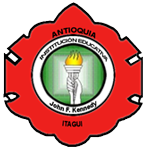 ANTIOQUIA
INSTITUCIÓN EDUCATIVA
John F. Kennedy
ITAGUI